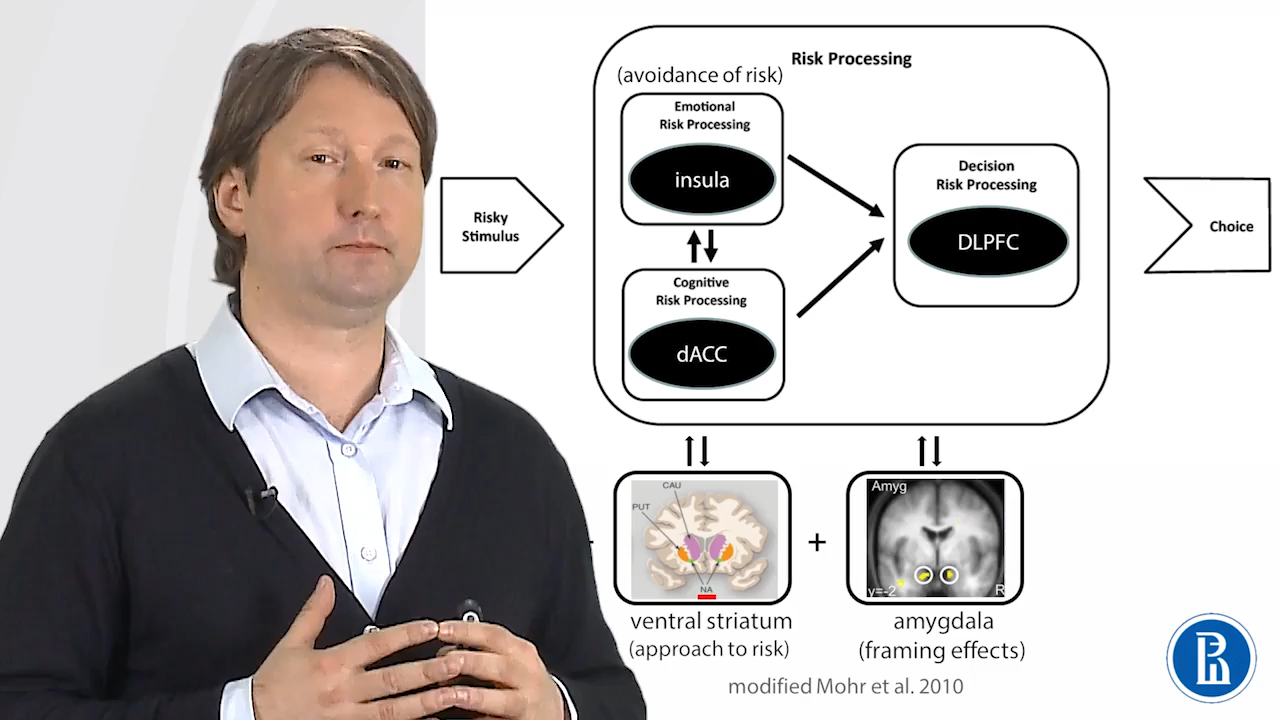 Risk Processing
(avoidance of risk)
Emotional
Risk Processing
insula
Risky
Stimulus
Cognitive
Risk Processing
dACC
Decision
Risk Processing
DLPFC
Choice
CAU
PUT
NA
+
Amyg
y=-2
R
ventral striatum
(approach to risk)
amygdala
(framing effects)
modified Mohr et al. 2010